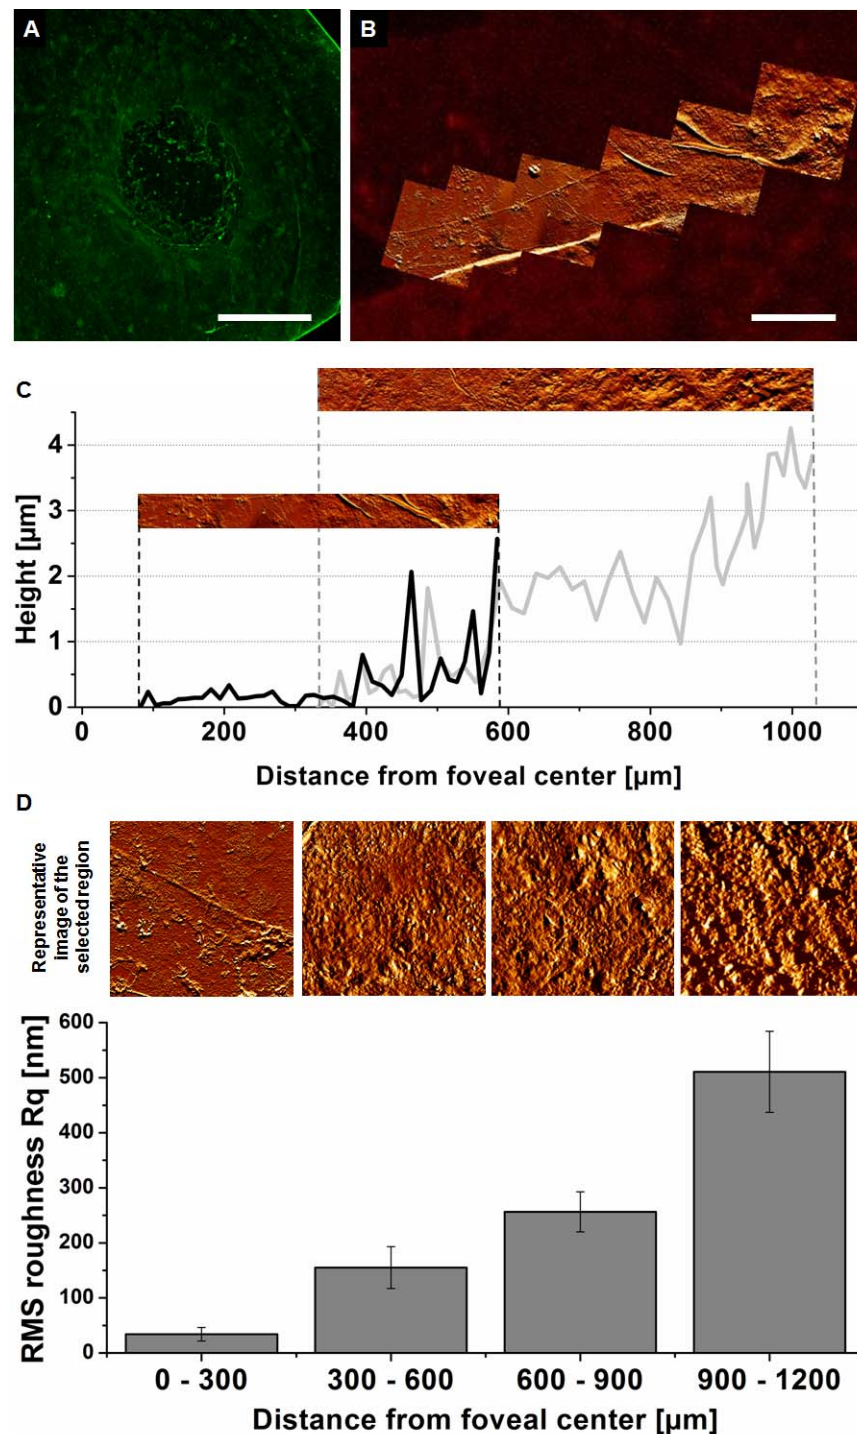 A
B
C
Height [µm]
4
3
2
1
0
0
200
400
600
800
1000
Distance from foveal center [µm]
D
Representative
image of the
selected region
RMS roughness Rq [nm]
600
500
400
300
200
100
0
0 - 300
300 - 600
600 - 900
900 - 1200
Distance from foveal center [µm]